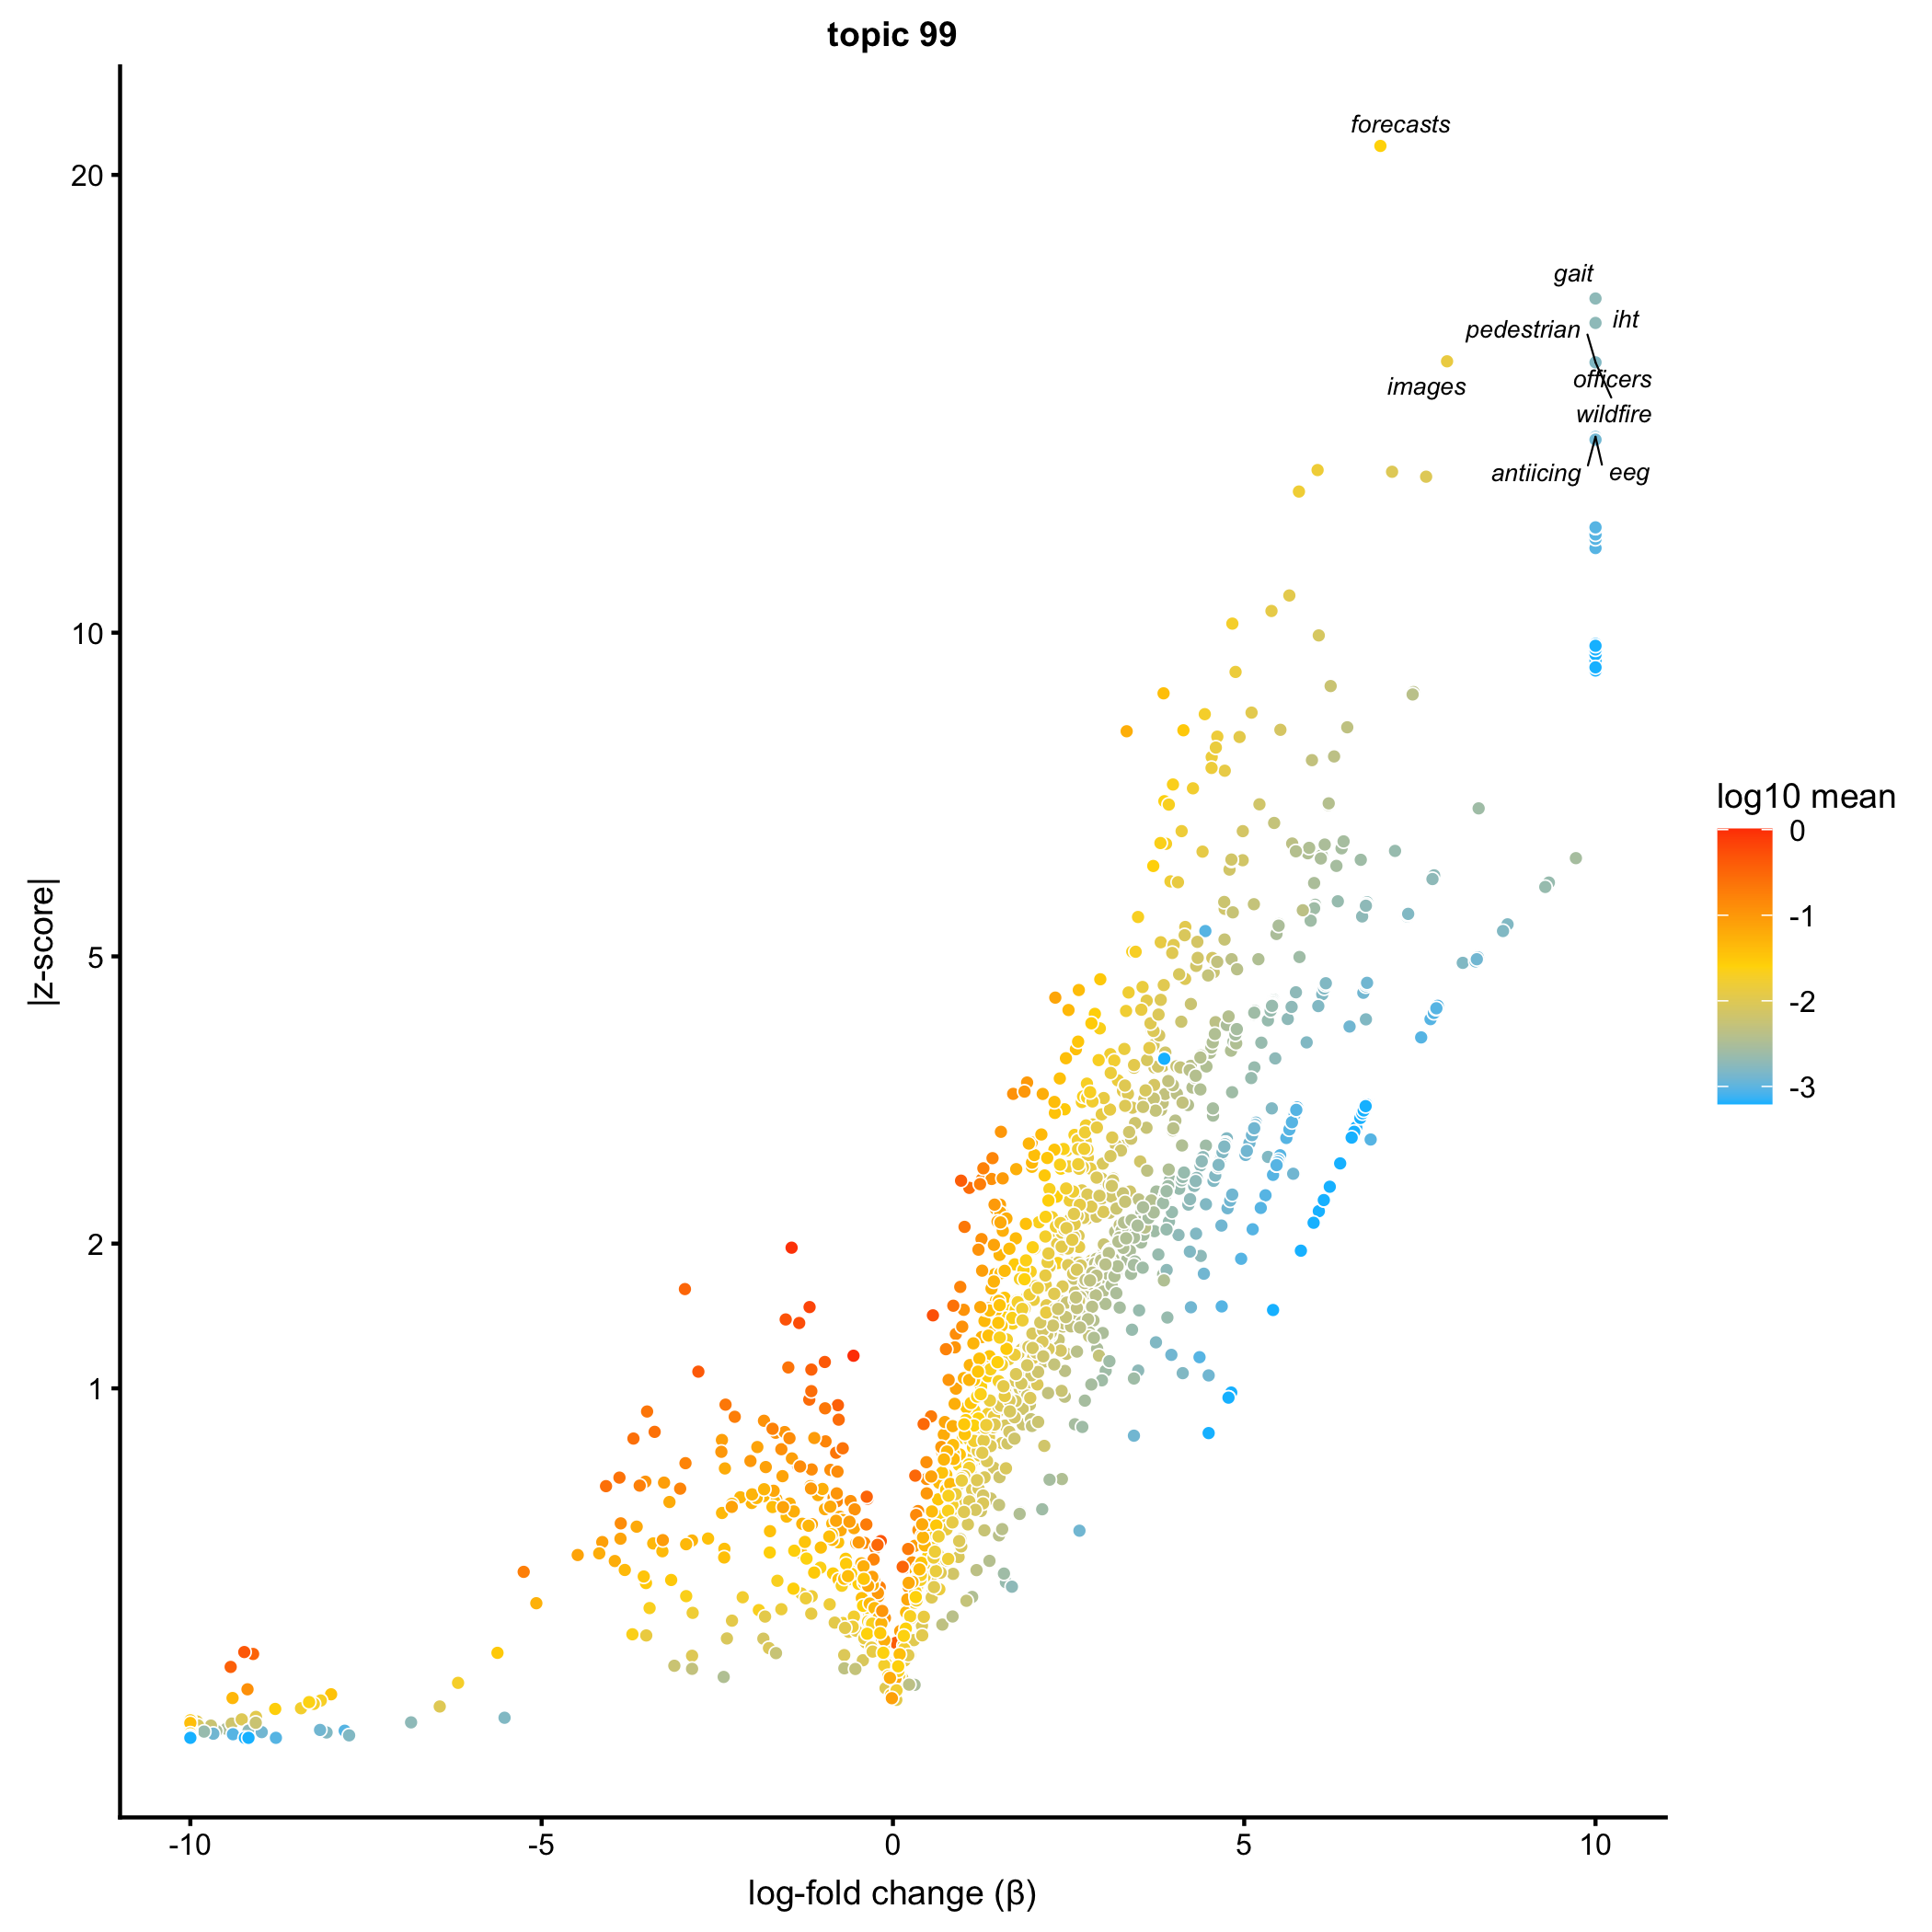 topic 99
forecasts
gait
iht
pedestrian
images
officers
wildfire
antiicing
eeg
20
10
5
2
1
|z-score|
-10
-5
0
5
10
log-fold change (β)
log10 mean
0
-1
-2
-3